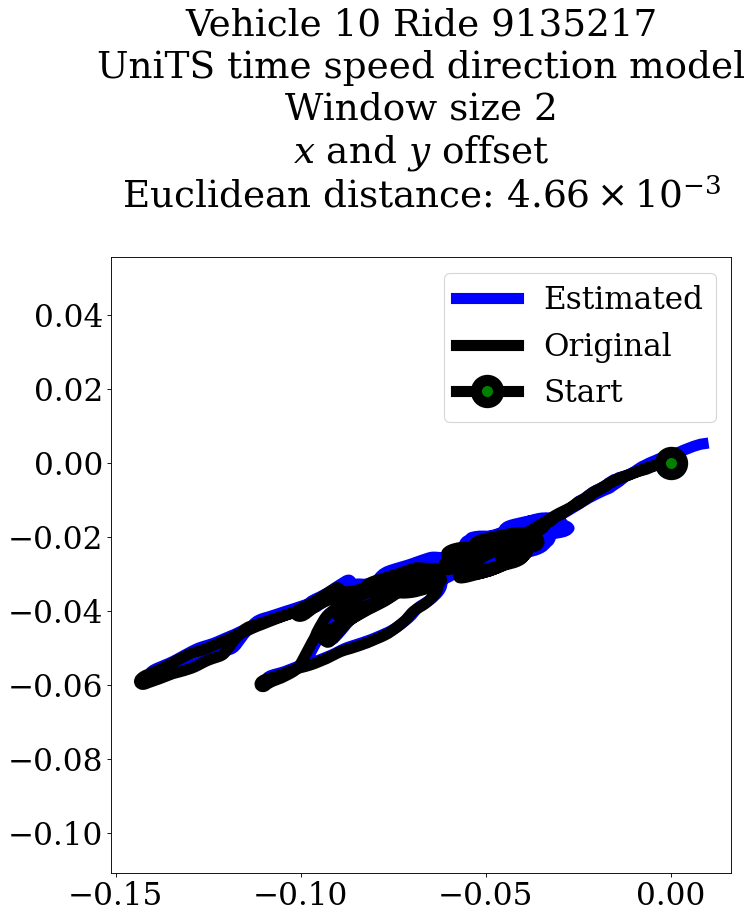 Vehicle 10 Ride 9135217
UniTS time speed direction model
Window size 2
x and y offset
Euclidean distance: 4.66 × 10⁻³
Estimated
Original
Start
0.04
0.02
0.00
−0.02
−0.04
−0.06
−0.08
−0.10
−0.15 −0.10 −0.05 0.00